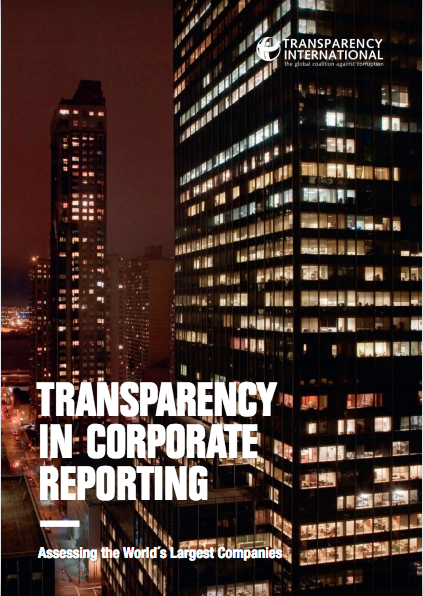 TRANSPARENCY
INTERNATIONAL
the global coalition against corruption
TRANSPARENCY
IN CORPORATE
REPORTING
Assessing the World´s Largest Companies